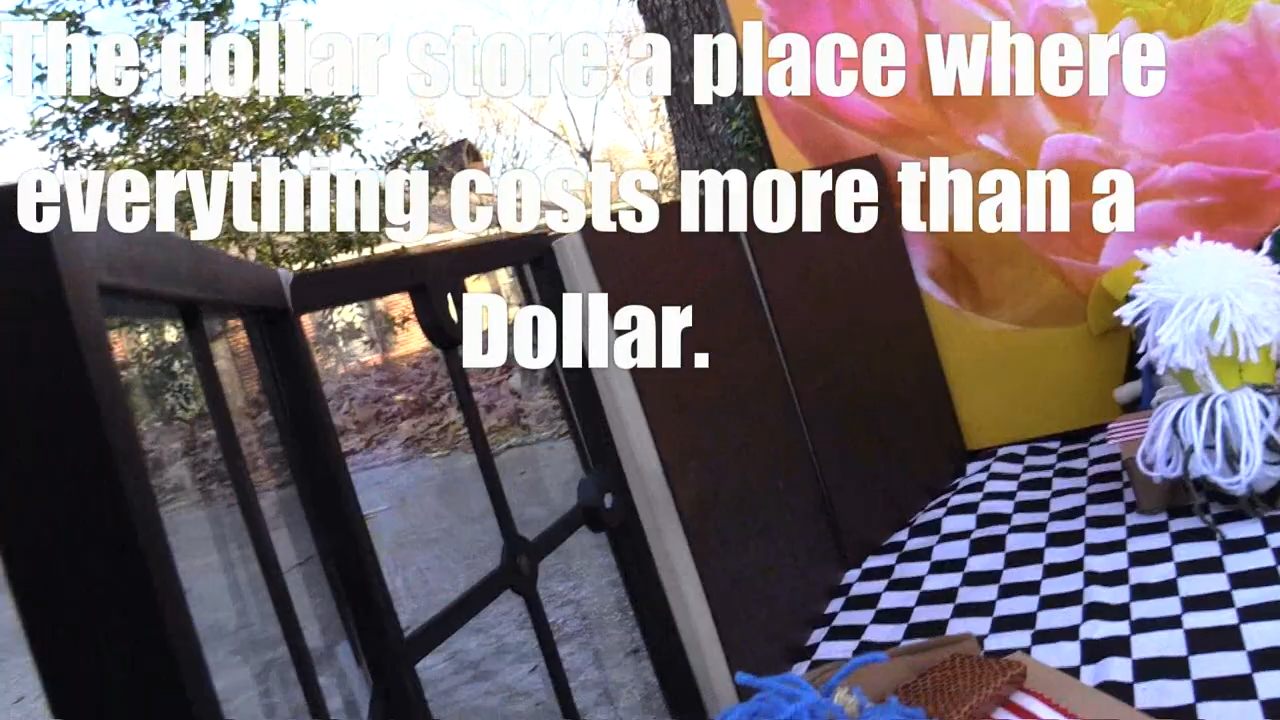 The dollar store a place where
everything costs more than a
Dollar.